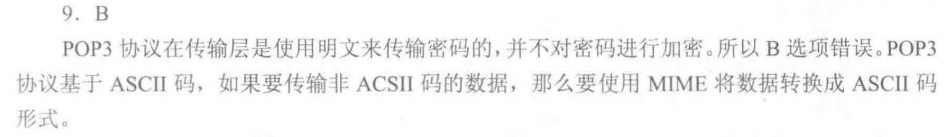 9．B
POP3 协议在传输层是使用明文来传输密码的，并不对密码进行加密。所以 B 选项错误。POP3
协议基于 ASCII 码，如果要传输非 ACSII 码的数据，那么要使用 MIME 将数据转换成 ASCII 码
形式。